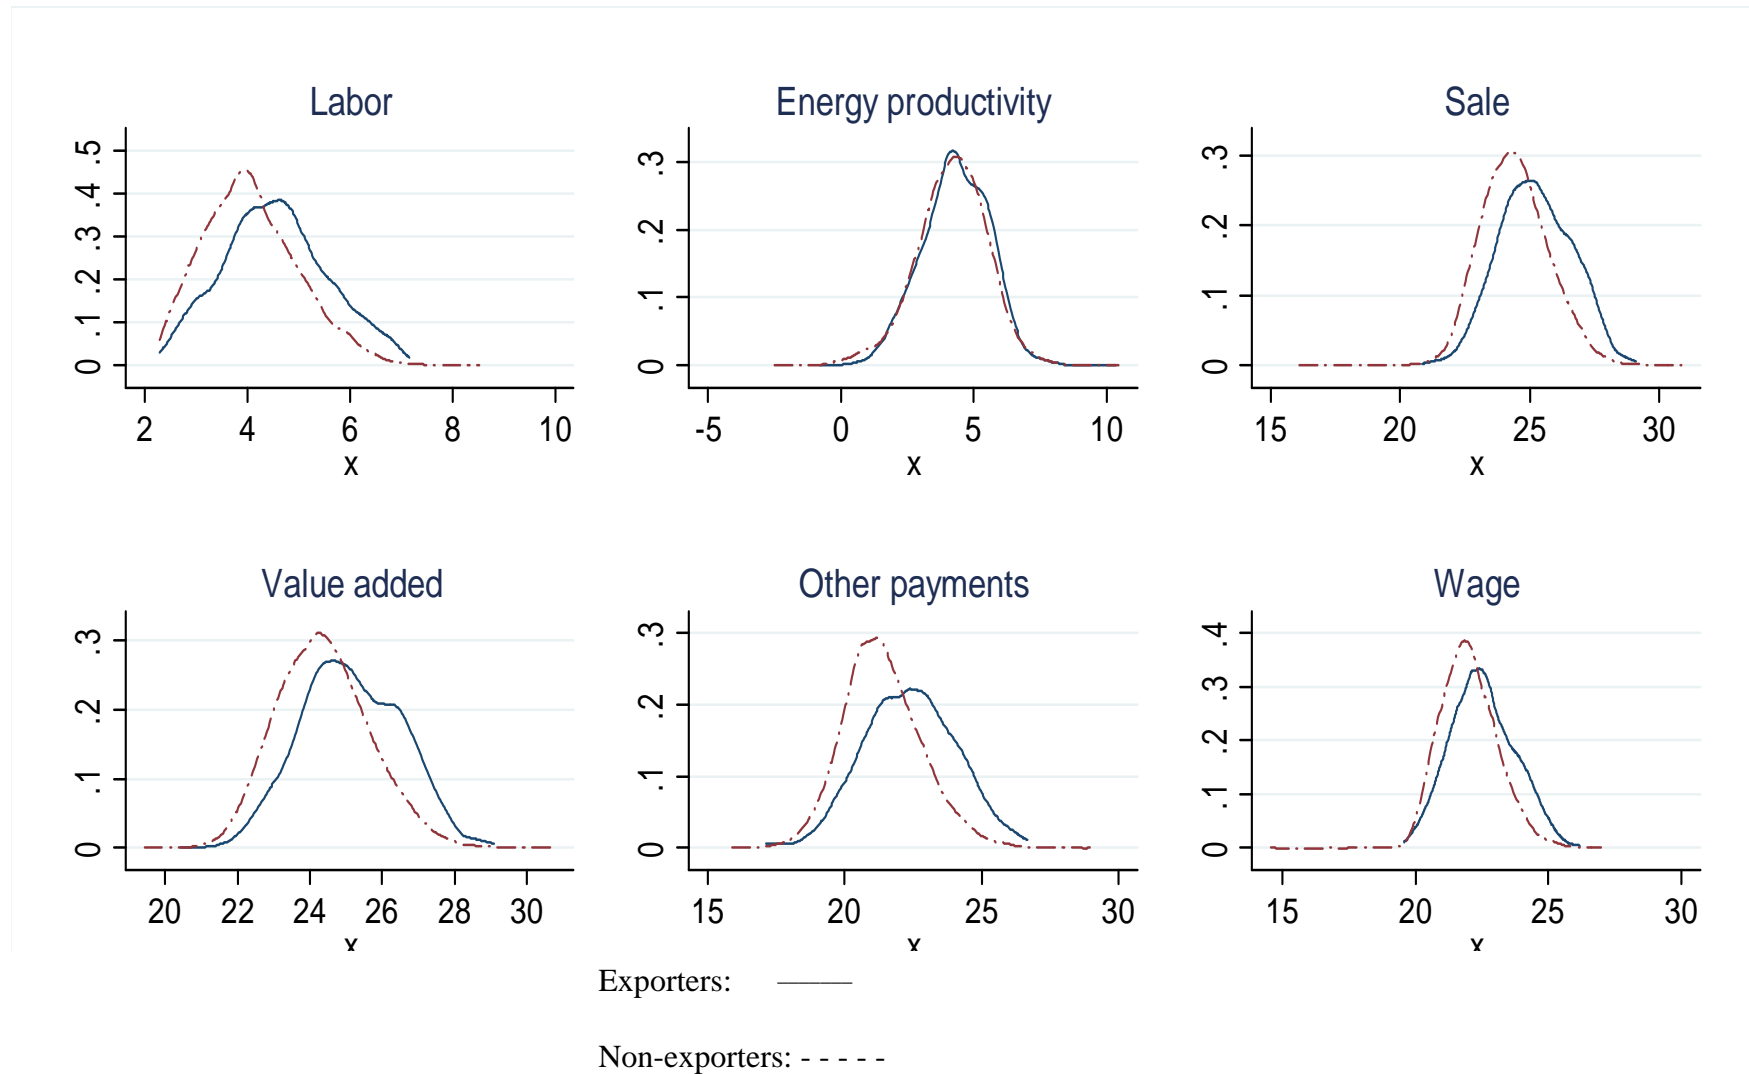 Labor
.5
.4
.3
.2
.1
0
2 4 6 8 10
x
Energy productivity
.3
.2
.1
0
-5 0 5 10
x
Sale
.3
.2
.1
0
15 20 25 30
x
Value added
.3
.2
.1
0
20 22 24 26 28 30
x
Other payments
.3
.2
.1
0
15 20 25 30
x
Wage
.4
.3
.2
.1
0
15 20 25 30
x
Exporters:
Non-exporters: - - - - -